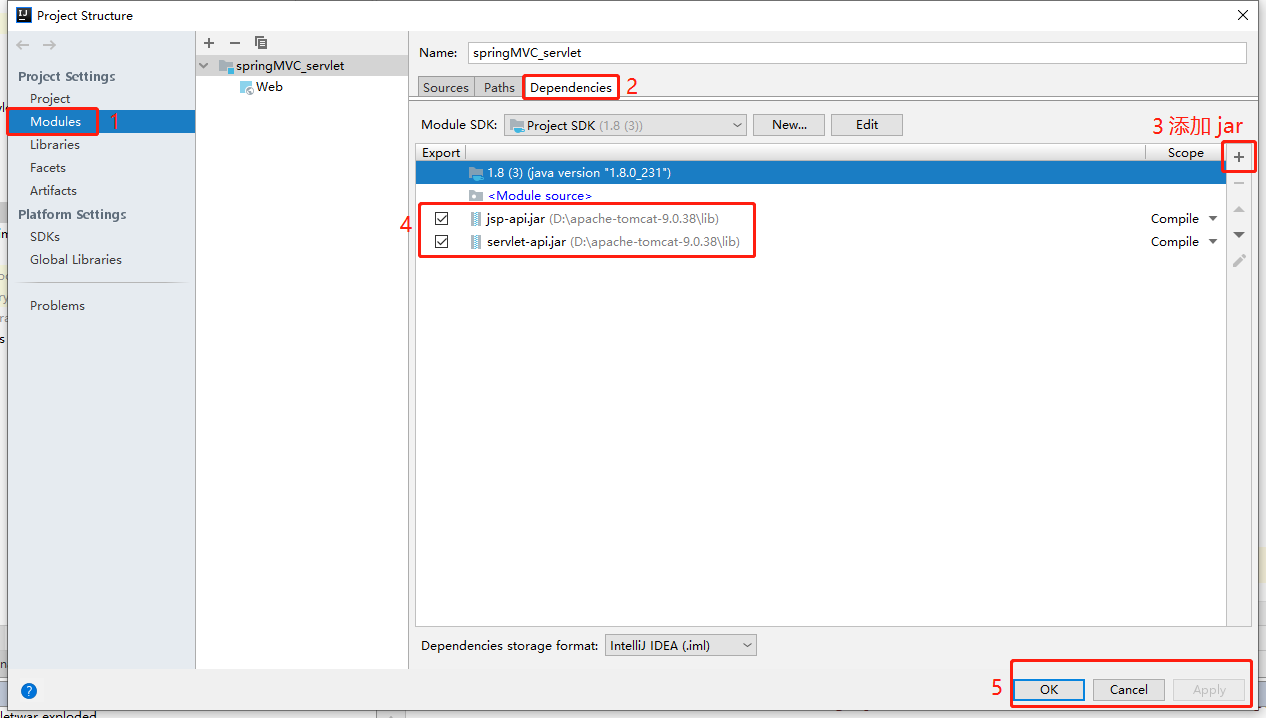 Project Structure
Project Settings
Project
Modules
1
Libraries
Facets
Artifacts
Platform Settings
SDKs
Global Libraries
Problems
springMVC_servlet
Web
Name: springMVC_servlet
Sources Paths Dependencies 2
Module SDK: Project SDK (1.8 (3)) New... Edit
3 添加 jar
Export Scope
1.8 (3) (java version "1.8.0_231")
<Module source>
4
jsp-api.jar (D:\apache-tomcat-9.0.38\lib) Compile
servlet-api.jar (D:\apache-tomcat-9.0.38\lib) Compile
Dependencies storage format: IntelliJ IDEA (.iml)
5 OK Cancel Apply
let:war exploded